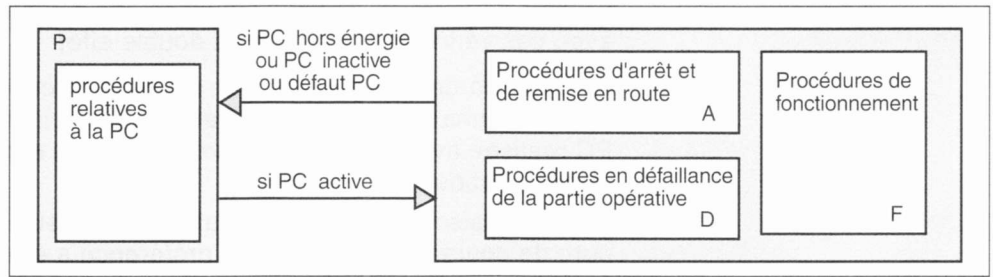 P
procédures
relatives
à la PC
si PC hors énergie
ou PC inactive
ou défaut PC
si PC active
Procédures d'arrêt et
de remise en route
A
Procédures en défaillance
de la partie opérative
D
Procédures de
fonctionnement
F